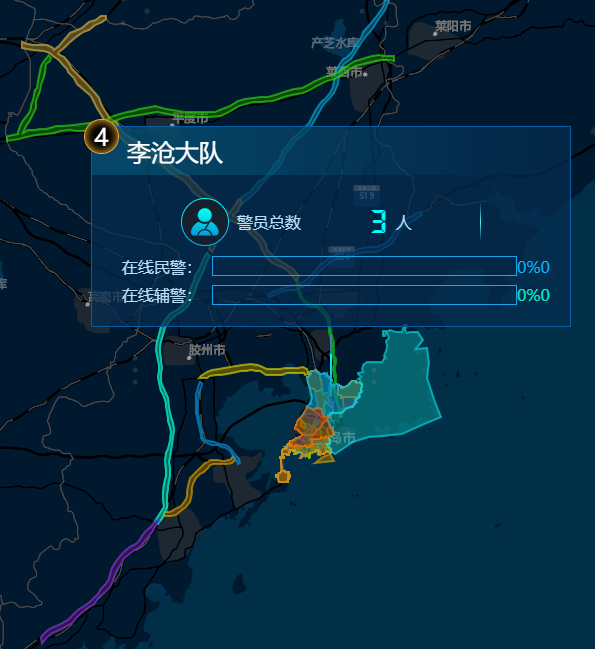 莱阳市
产芝水库
莱西市
平度市
4
李沧大队
S19
警员总数
3 人
在线民警：
0%0
在线辅警：
0%0
高密市
库
胶州市
岛市